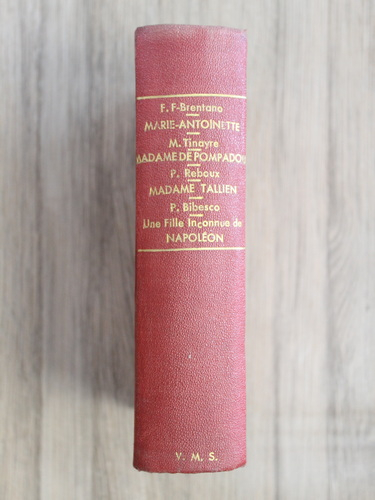 F. F-Brentano
MARIE-ANTOINETTE
M. Tinayre
MADAME DE POMPADOUR
P. Reboux
MADAME TALLIEN
P. Bibesco
Une Fille Inconnue de
NAPOLÉON
V. M. S.